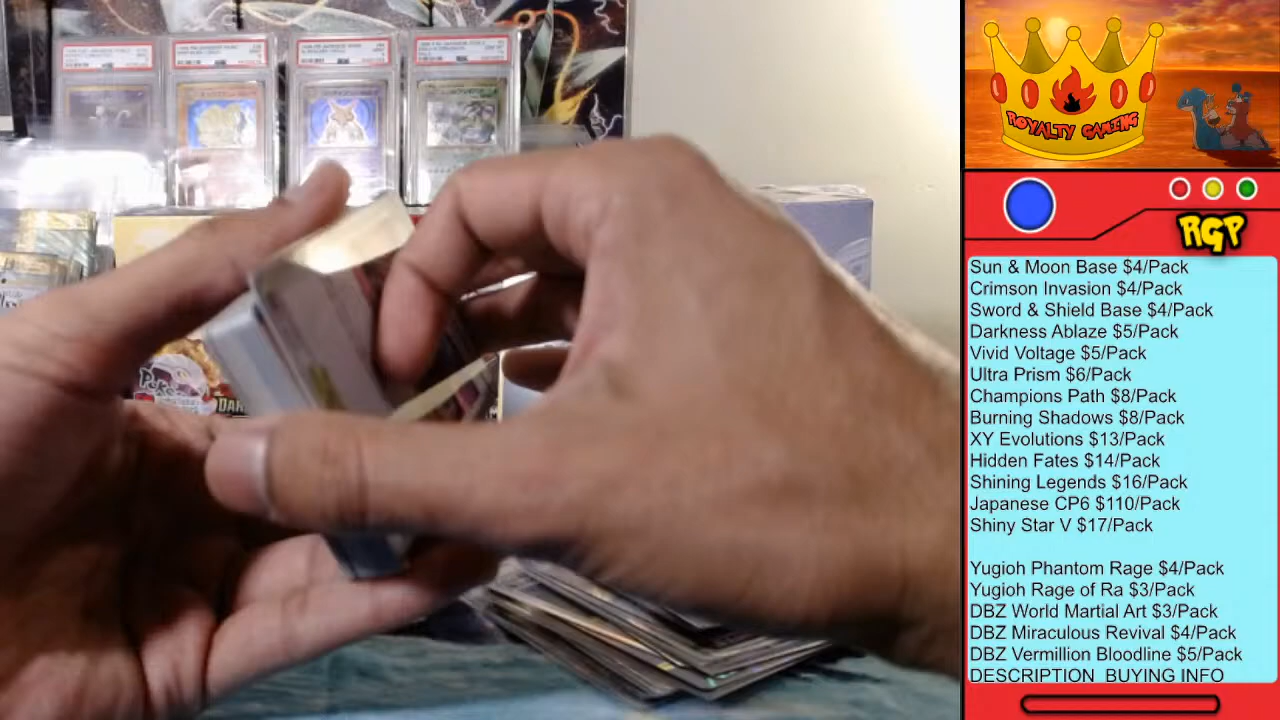 ROYALTY GAMING
RGP
Sun & Moon Base $4/Pack
Crimson Invasion $4/Pack
Sword & Shield Base $4/Pack
Darkness Ablaze $5/Pack
Vivid Voltage $5/Pack
Ultra Prism $6/Pack
Champions Path $8/Pack
Burning Shadows $8/Pack
XY Evolutions $13/Pack
Hidden Fates $14/Pack
Shining Legends $16/Pack
Japanese CP6 $110/Pack
Shiny Star V $17/Pack
Yugioh Phantom Rage $4/Pack
Yugioh Rage of Ra $3/Pack
DBZ World Martial Art $3/Pack
DBZ Miraculous Revival $4/Pack
DBZ Vermillion Bloodline $5/Pack
DESCRIPTION BUYING INFO
DAR